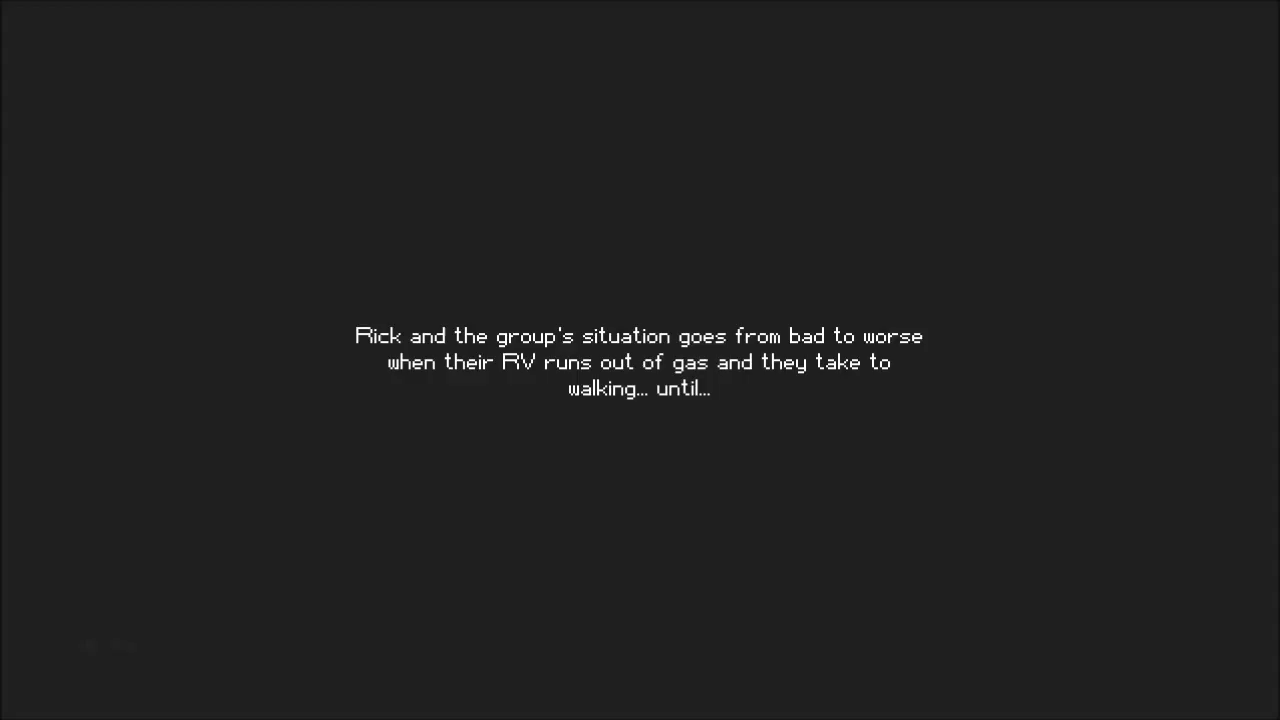 Rick and the group's situation goes from bad to worse
when their RV runs out of gas and they take to
walking... until...